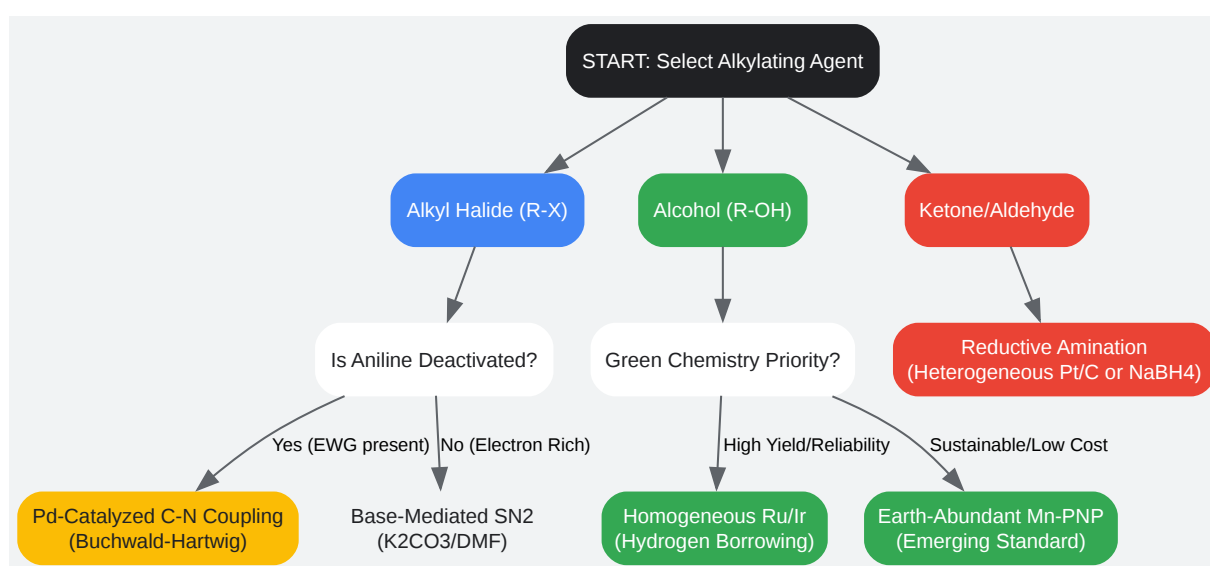 START: Select Alkylating Agent
Alkyl Halide (R-X)
Alcohol (R-OH)
Ketone/Aldehyde
Is Aniline Deactivated?
Green Chemistry Priority?
Reductive Amination
(Heterogeneous Pt/C or NaBH4)
Yes (EWG present)
No (Electron Rich)
High Yield/Reliability
Sustainable/Low Cost
Pd-Catalyzed C-N Coupling
(Buchwald-Hartwig)
Base-Mediated SN2
(K2CO3/DMF)
Homogeneous Ru/Ir
(Hydrogen Borrowing)
Earth-Abundant Mn-PNP
(Emerging Standard)